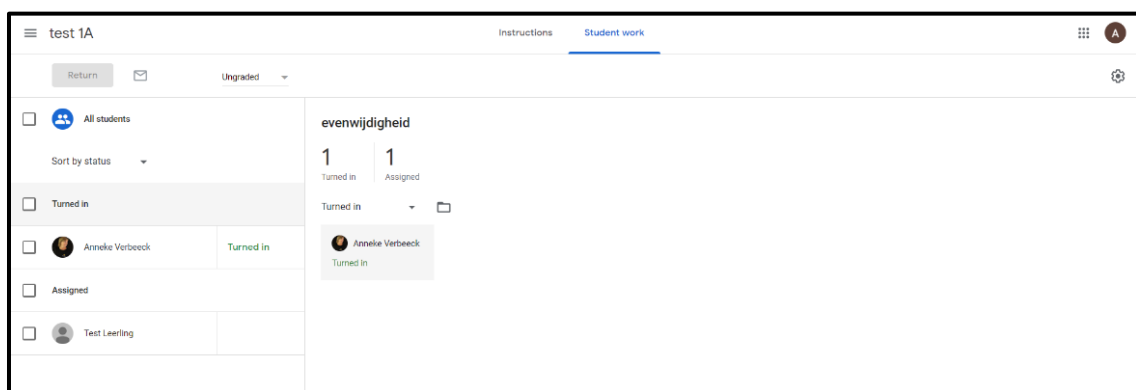 test 1A
Instructions
Student work
A
Return
Ungraded
All students
Sort by status
Turned in
Anneke Verbeeck
Turned in
Assigned
Test Leerling
evenwijdigheid
1 1
Turned in Assigned
Turned in
Anneke Verbeeck
Turned in